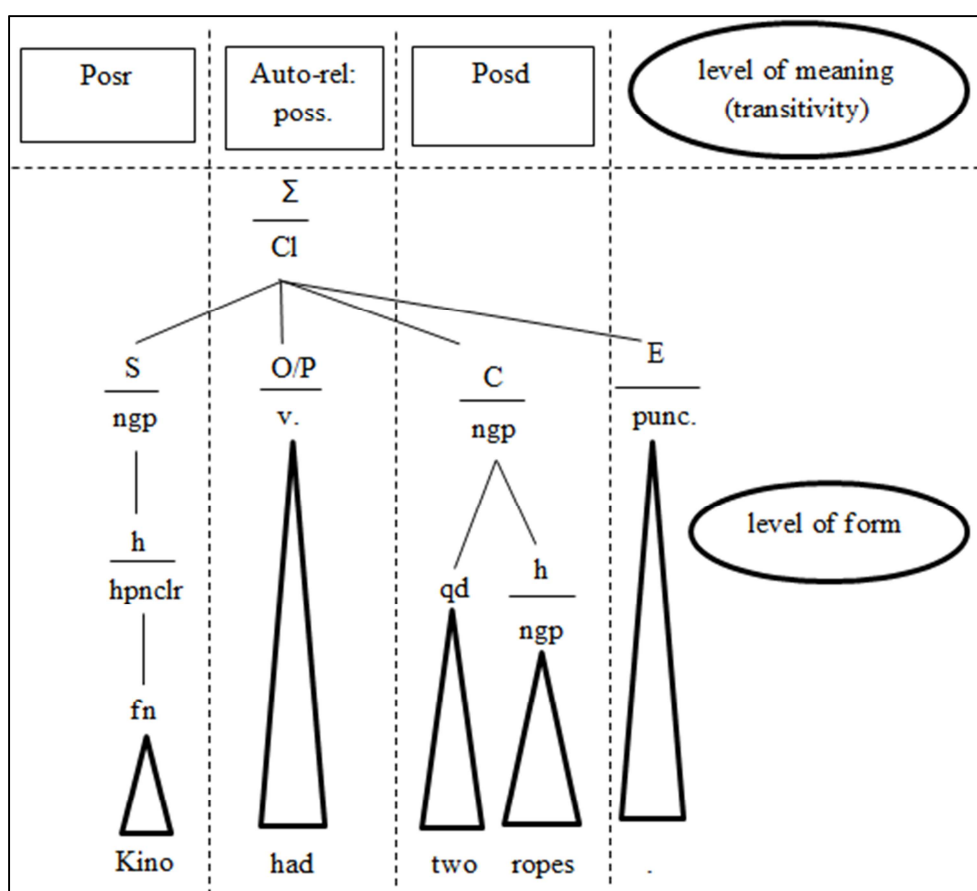 Posr
Auto-rel:
poss.
Posd
level of meaning
(transitivity)
Σ
Cl
S
ngp
O/P
v.
C
ngp
E
punc.
h
hpnclr
qd
h
ngp
level of form
fn
Kino had two ropes .